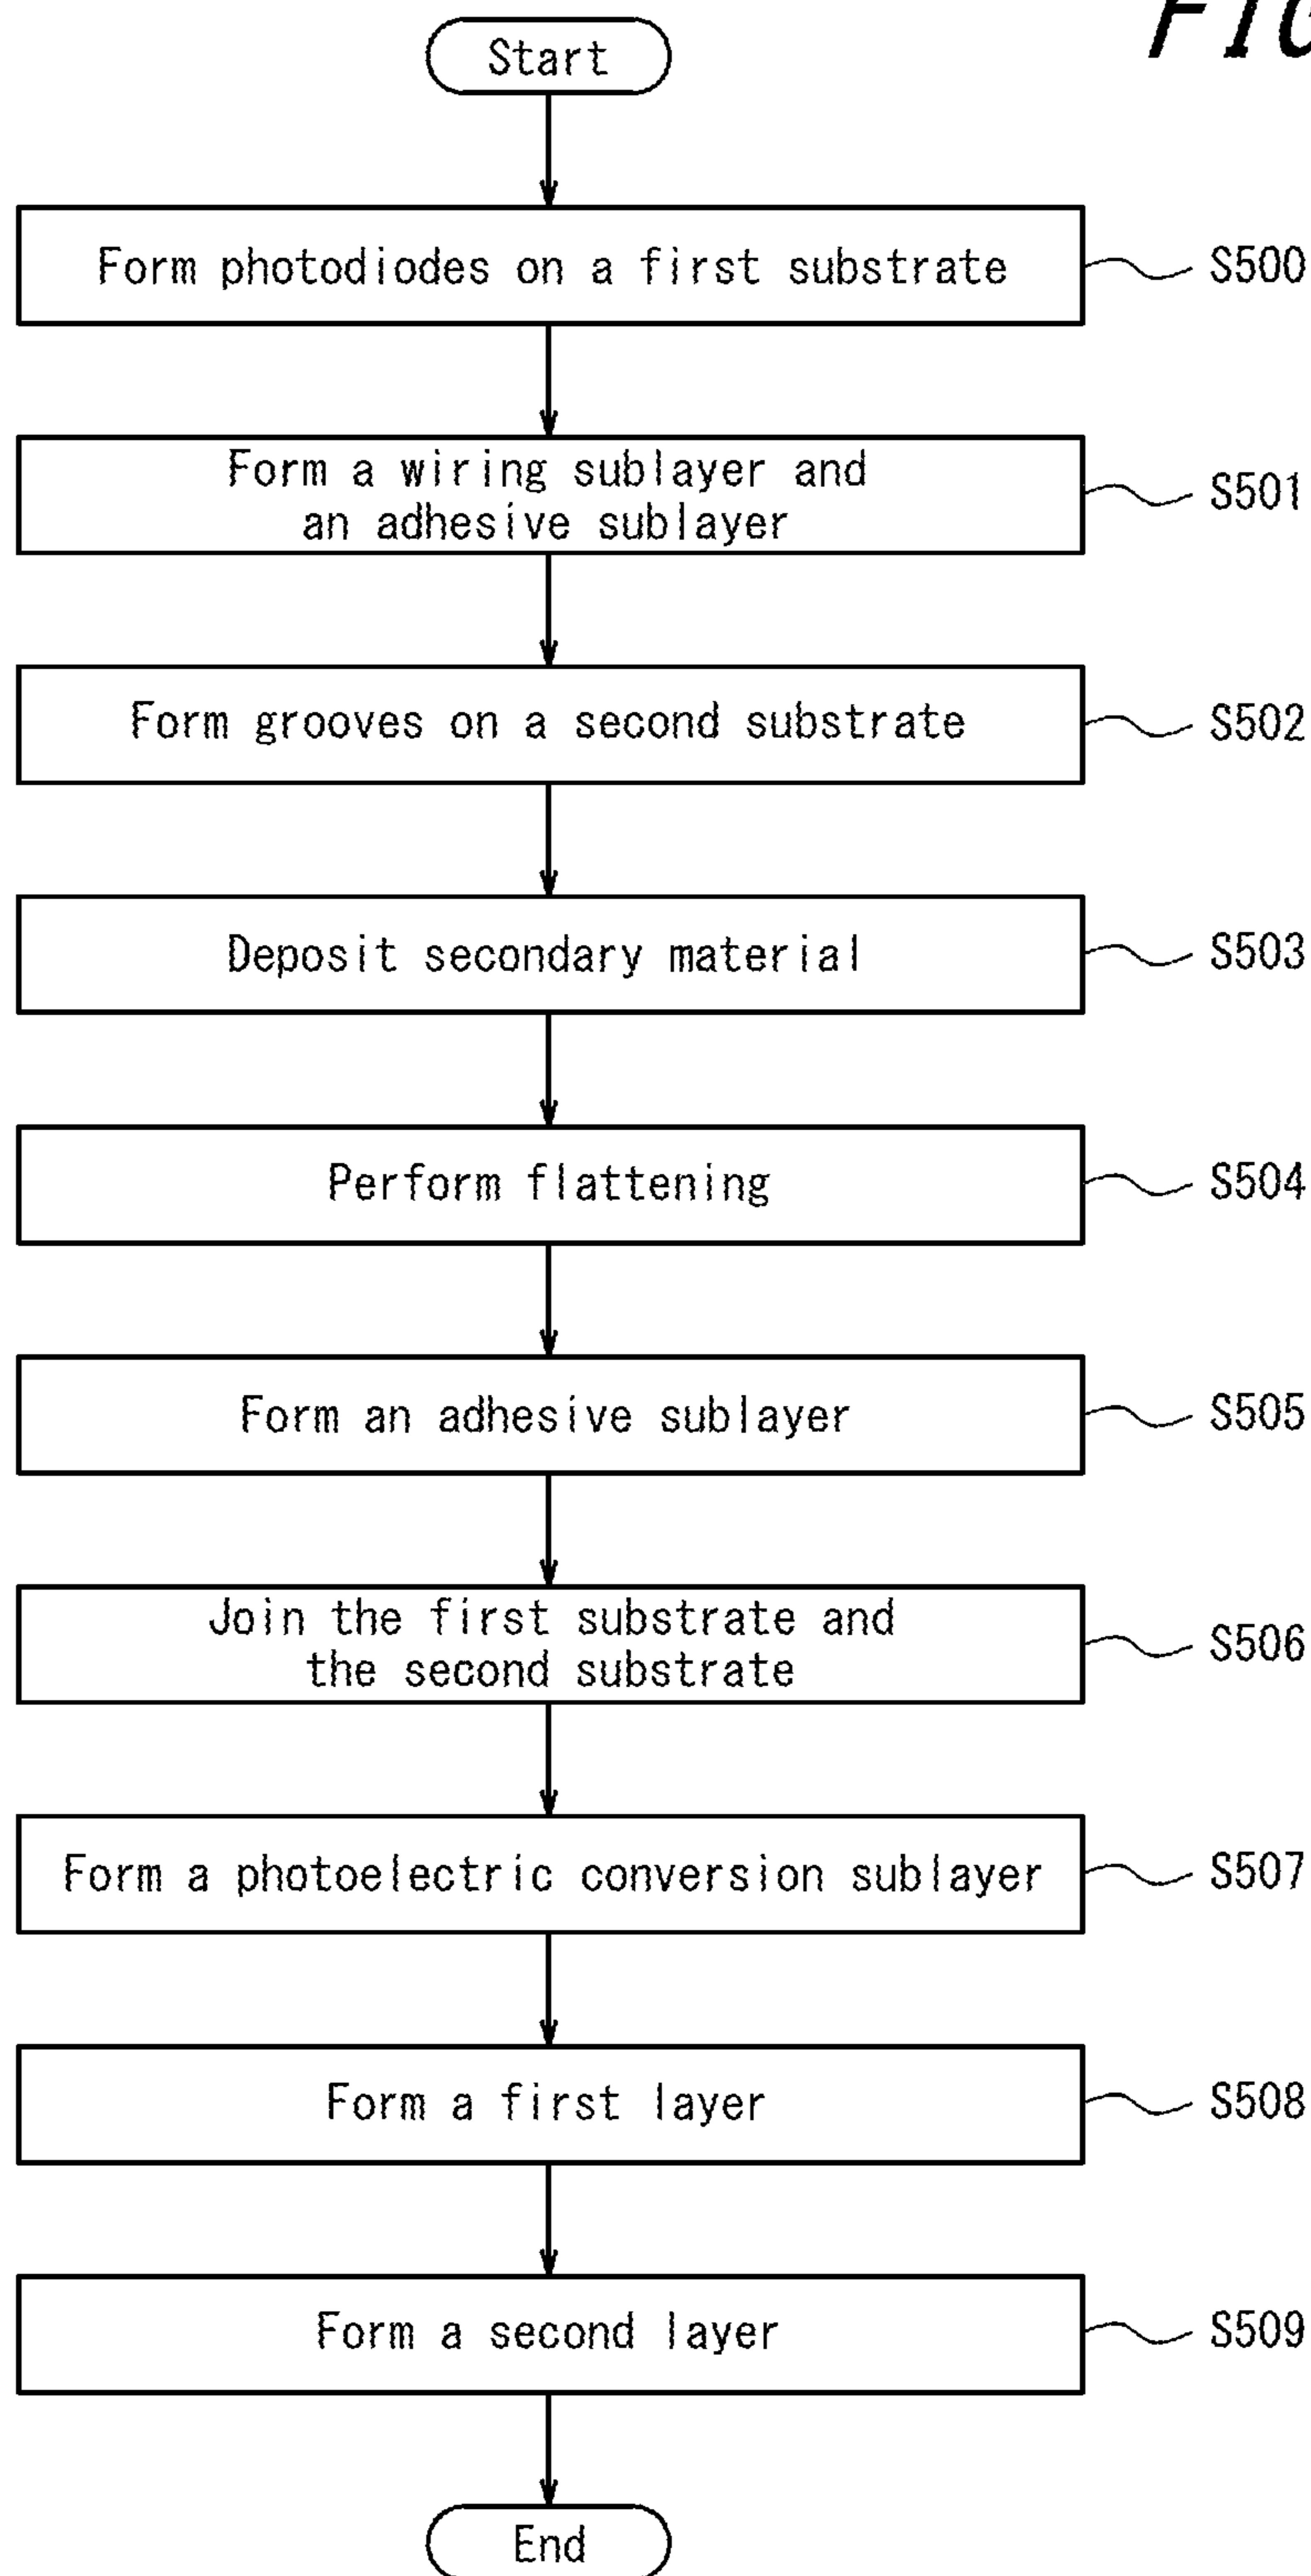 FIG
Start
Form photodiodes on a first substrate
S500
Form a wiring sublayer and
an adhesive sublayer
S501
Form grooves on a second substrate
S502
Deposit secondary material
S503
Perform flattening
S504
Form an adhesive sublayer
S505
Join the first substrate and
the second substrate
S506
Form a photoelectric conversion sublayer
S507
Form a first layer
S508
Form a second layer
S509
End